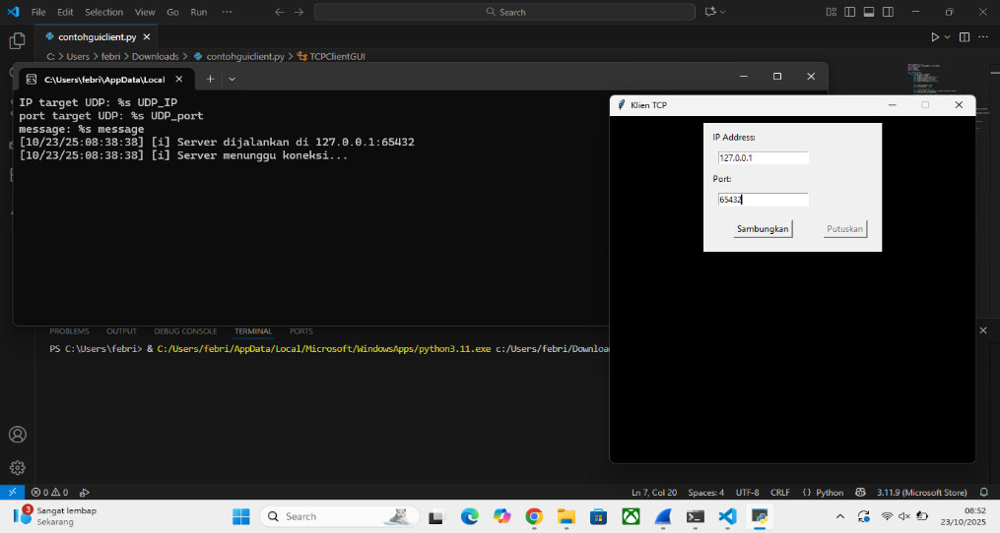 File Edit Selection View Go Run ··· Search
contohguiclient.py
C: > Users > febri > Downloads > contohguiclient.py > TCPClientGUI
C:\Users\febri\AppData\Local
IP target UDP: %s UDP_IP
port target UDP: %s UDP_port
message: %s message
[10/23/25:08:38:38] [i] Server dijalankan di 127.0.0.1:65432
[10/23/25:08:38:38] [i] Server menunggu koneksi...
Klien TCP
IP Address:
127.0.0.1
Port:
65432
Sambungkan Putuskan
PROBLEMS OUTPUT DEBUG CONSOLE TERMINAL PORTS
PS C:\Users\febri> & C:/Users/febri/AppData/Local/Microsoft/WindowsApps/python3.11.exe c:/Users/febri/Downloa
0 0 Ln 7, Col 20 Spaces: 4 UTF-8 CRLF {} Python 3.11.9 (Microsoft Store)
3 Sangat lembap
Sekarang
Search
08:52
23/10/2025